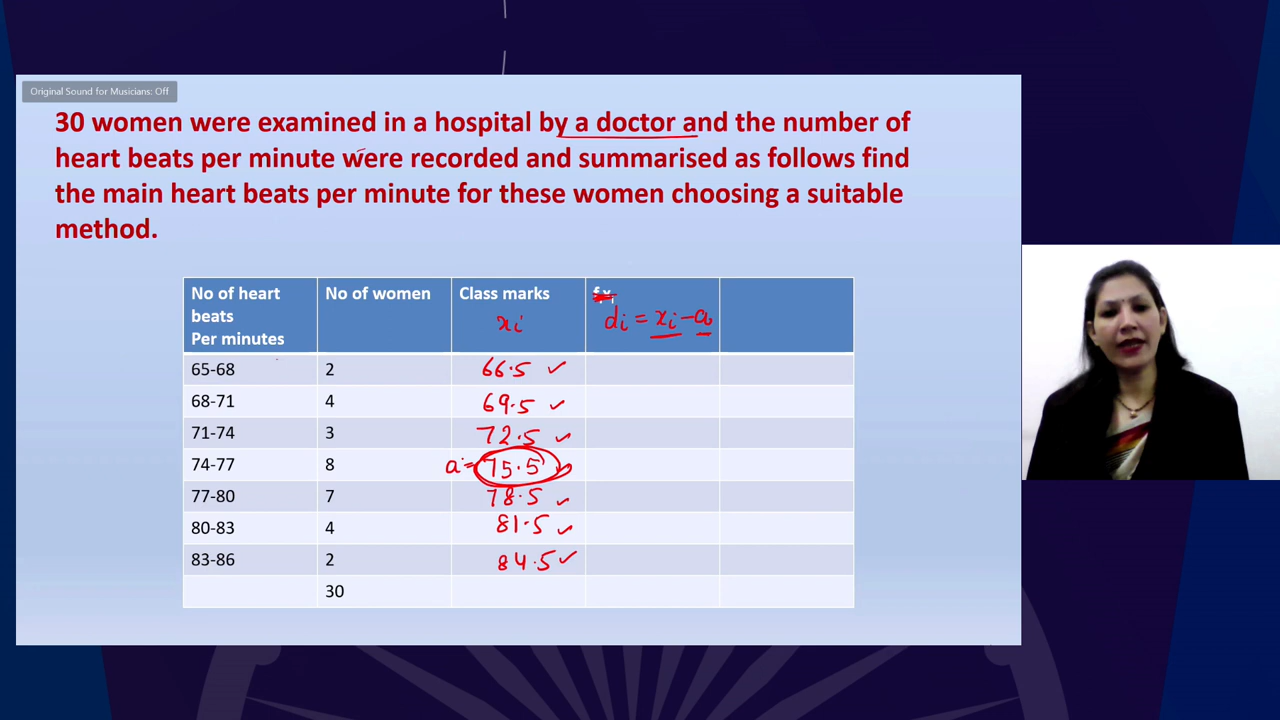 Original Sound for Musicians: Off
30 women were examined in a hospital by a doctor and the number of
heart beats per minute were recorded and summarised as follows find
the main heart beats per minute for these women choosing a suitable
method.
No of heart beats Per minutes No of women Class marks xi di = xi - a
65-68 2 66.5 ✓
68-71 4 69.5 ✓
71-74 3 72.5 ✓
74-77 8 a = 75.5 ✓
77-80 7 78.5 ✓
80-83 4 81.5 ✓
83-86 2 84.5 ✓
30